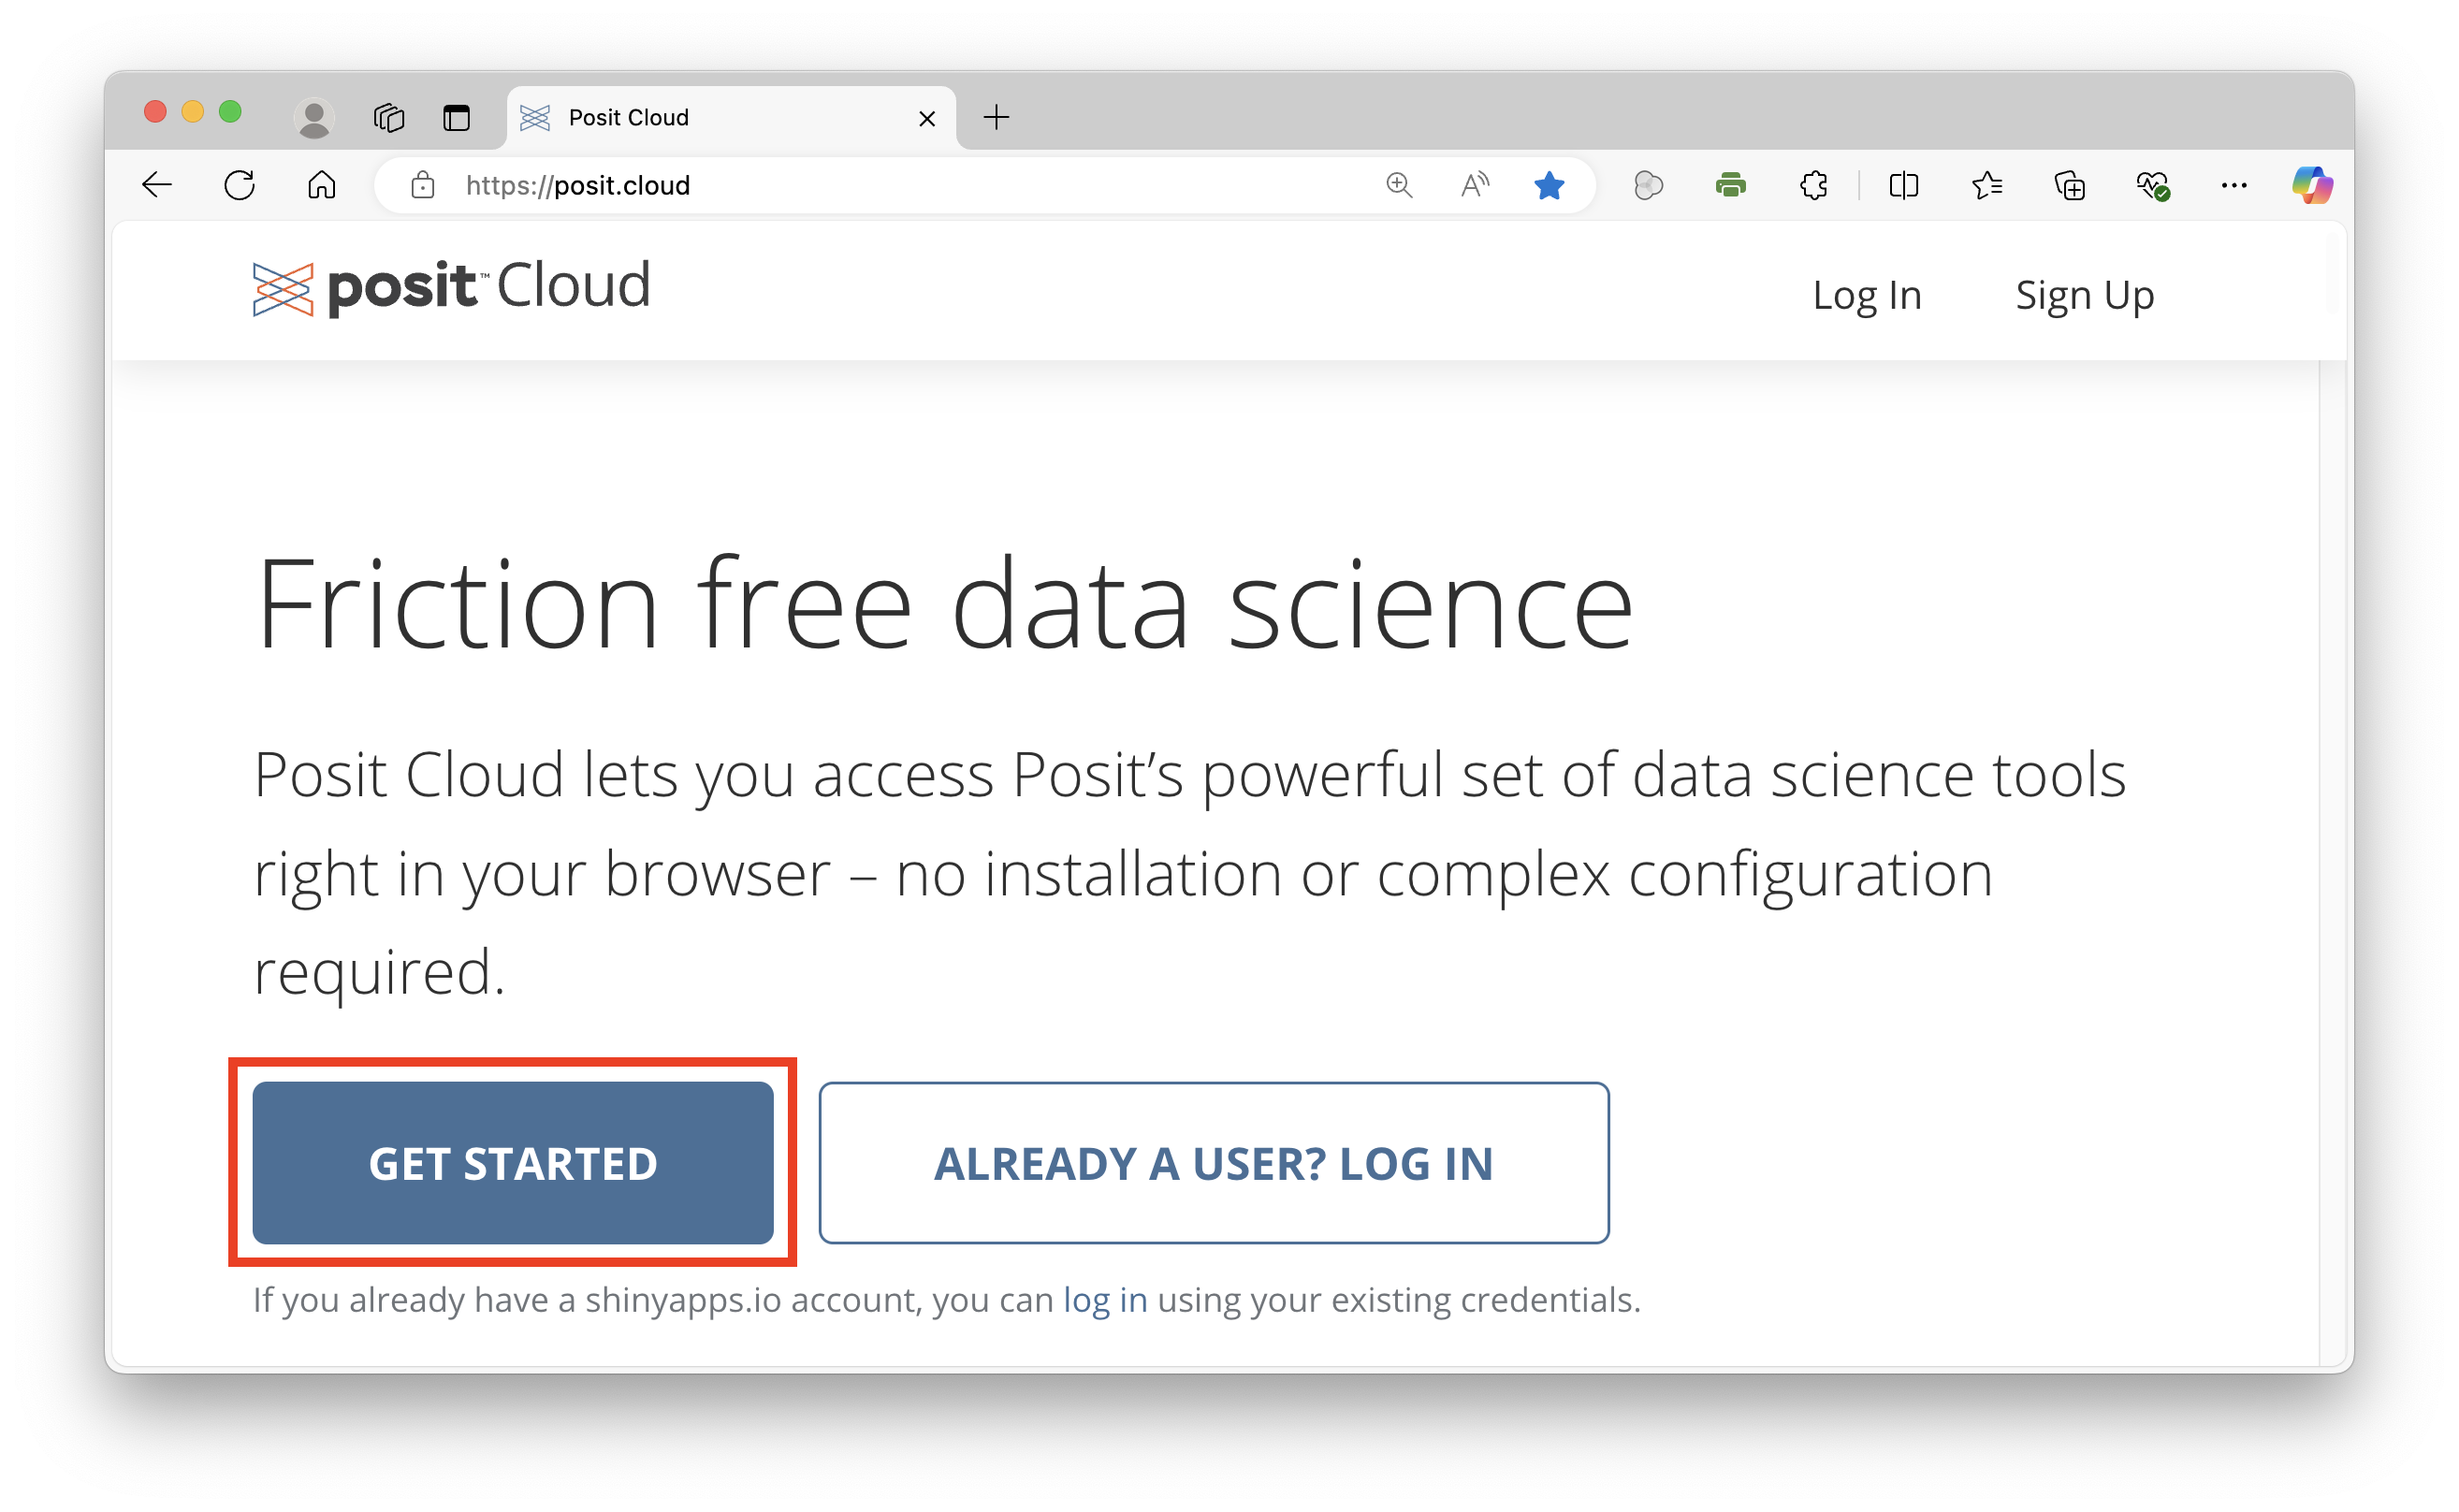 Posit Cloud
https://posit.cloud
posit™ Cloud
Log In
Sign Up
Friction free data science
Posit Cloud lets you access Posit’s powerful set of data science tools
right in your browser – no installation or complex configuration
required.
GET STARTED
ALREADY A USER? LOG IN
If you already have a shinyapps.io account, you can log in using your existing credentials.